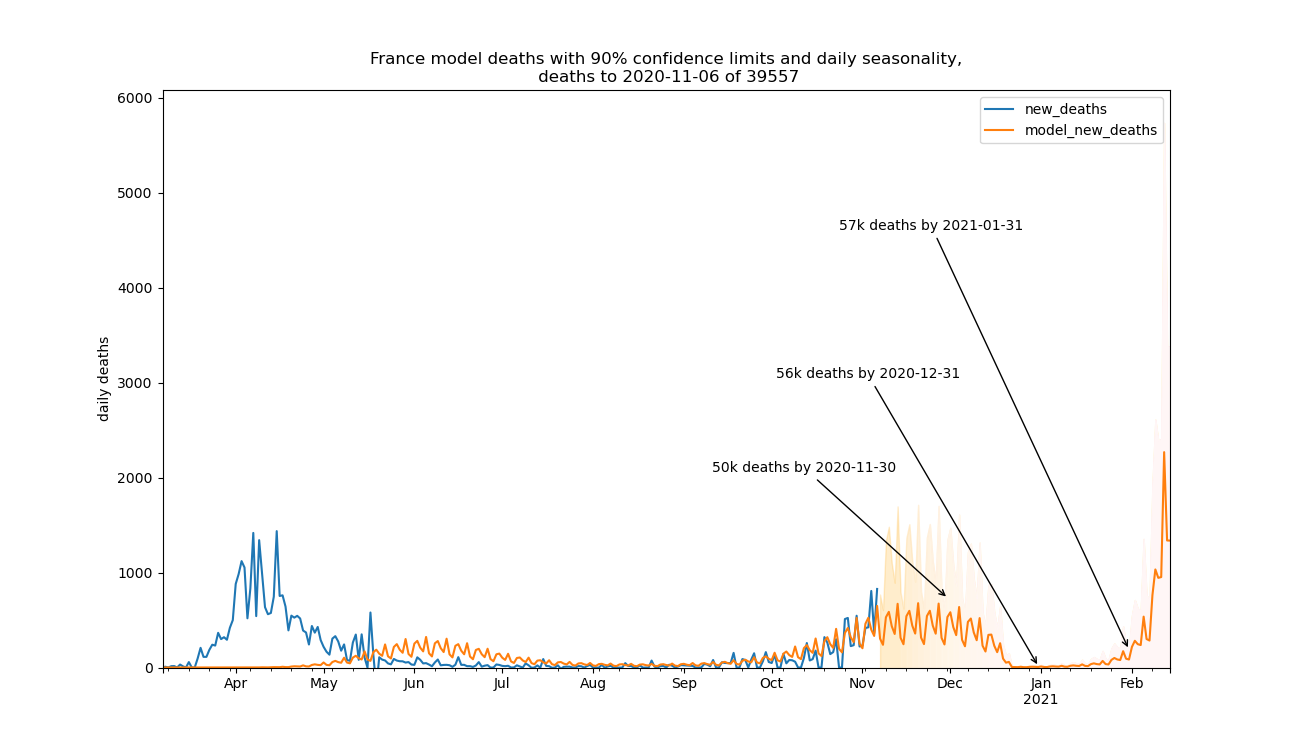 France model deaths with 90% confidence limits and daily seasonality,
deaths to 2020-11-06 of 39557
new_deaths
model_new_deaths
6000
5000
4000
3000
2000
1000
0
daily deaths
57k deaths by 2021-01-31
56k deaths by 2020-12-31
50k deaths by 2020-11-30
Apr May Jun Jul Aug Sep Oct Nov Dec Jan Feb
2021